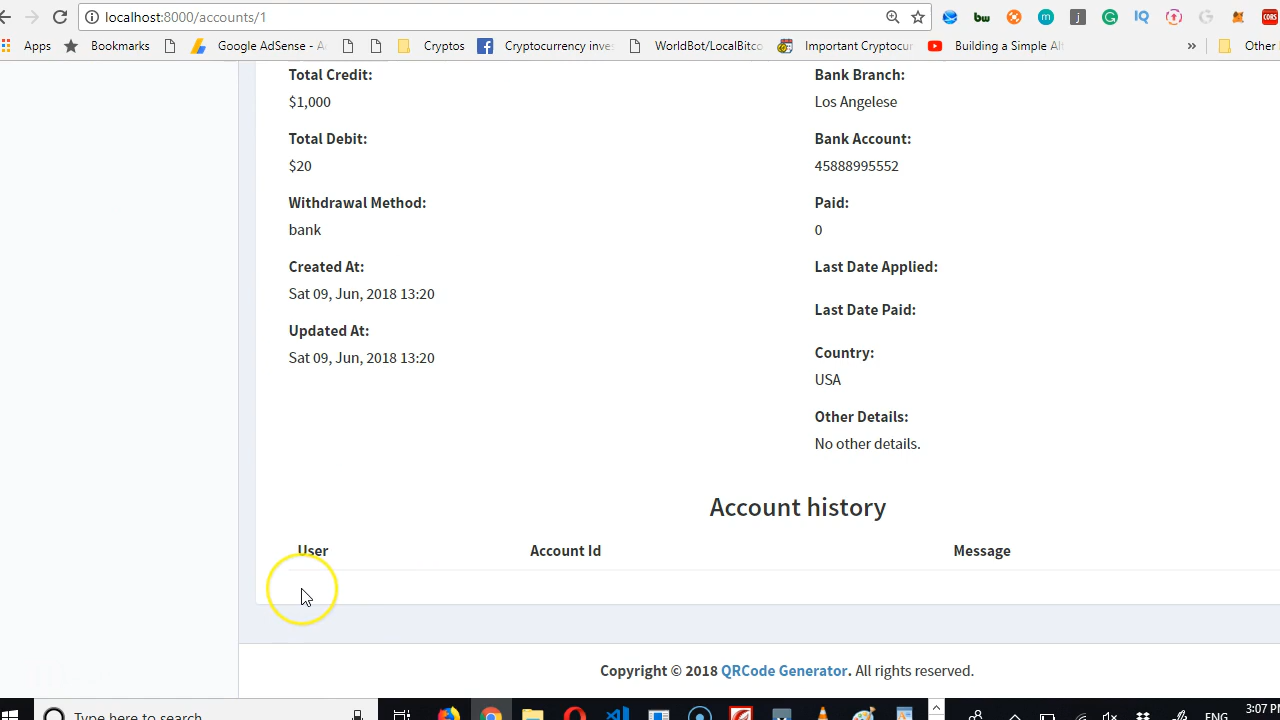 localhost:8000/accounts/1
Apps
Bookmarks
Google AdSense - A
Cryptos
Cryptocurrency inve
WorldBox/LocalBitco
Important Cryptocur
Building a Simple Al
»
Other
Total Credit:
$1,000
Total Debit:
$20
Withdrawal Method:
bank
Created At:
Sat 09, Jun, 2018 13:20
Updated At:
Sat 09, Jun, 2018 13:20
Bank Branch:
Los Angelese
Bank Account:
45888995552
Paid:
0
Last Date Applied:
Last Date Paid:
Country:
USA
Other Details:
No other details.
Account history
User Account Id Message
Copyright © 2018 QRCode Generator. All rights reserved.
Type here to search
ENG
3:07 P